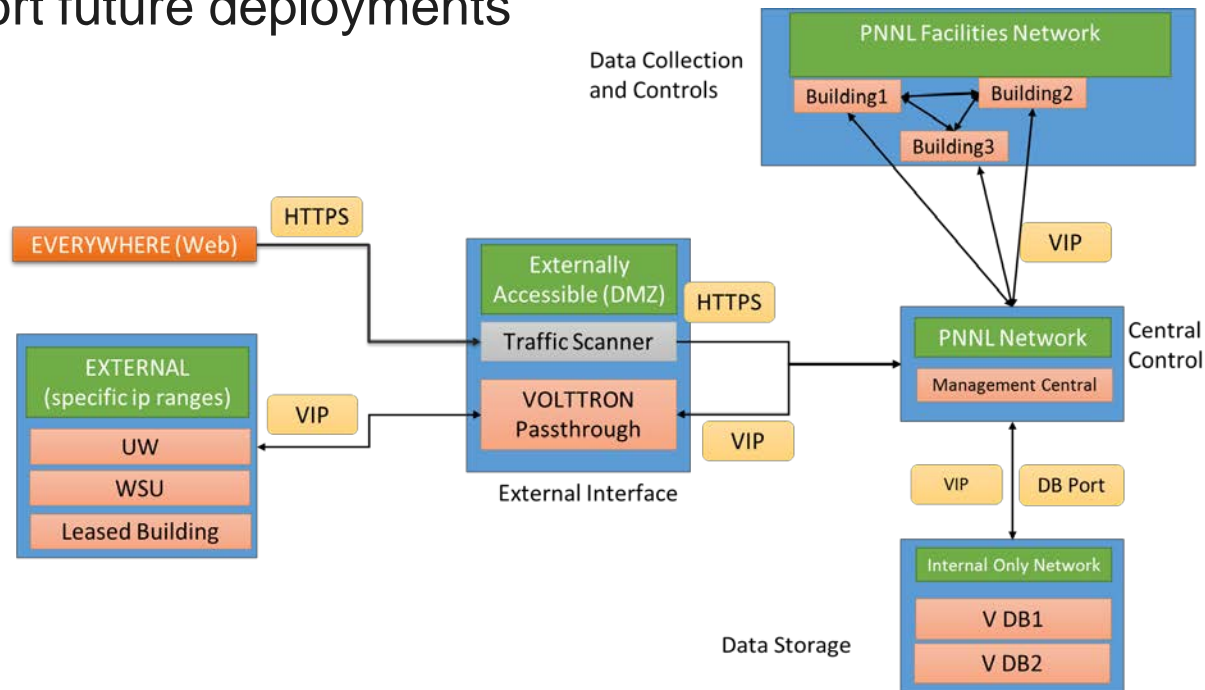 ort future deployments
PNNL Facilities Network
Data Collection
and Controls
Building1
Building2
Building3
HTTPS
EVERYWHERE (Web)
VIP
Externally
Accessible (DMZ)
HTTPS
Traffic Scanner
PNNL Network
Central
Control
EXTERNAL
(specific ip ranges)
Management Central
VIP
VOLTTRON
Passthrough
VIP
UW
WSU
Leased Building
External Interface
VIP
DB Port
Internal Only Network
V DB1
Data Storage
V DB2